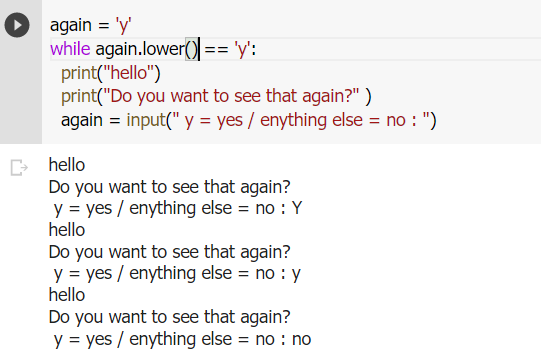 again = 'y'
while again.lower() == 'y':
print("hello")
print("Do you want to see that again?" )
again = input(" y = yes / enything else = no : ")
hello
Do you want to see that again?
y = yes / enything else = no : Y
hello
Do you want to see that again?
y = yes / enything else = no : y
hello
Do you want to see that again?
y = yes / enything else = no : no